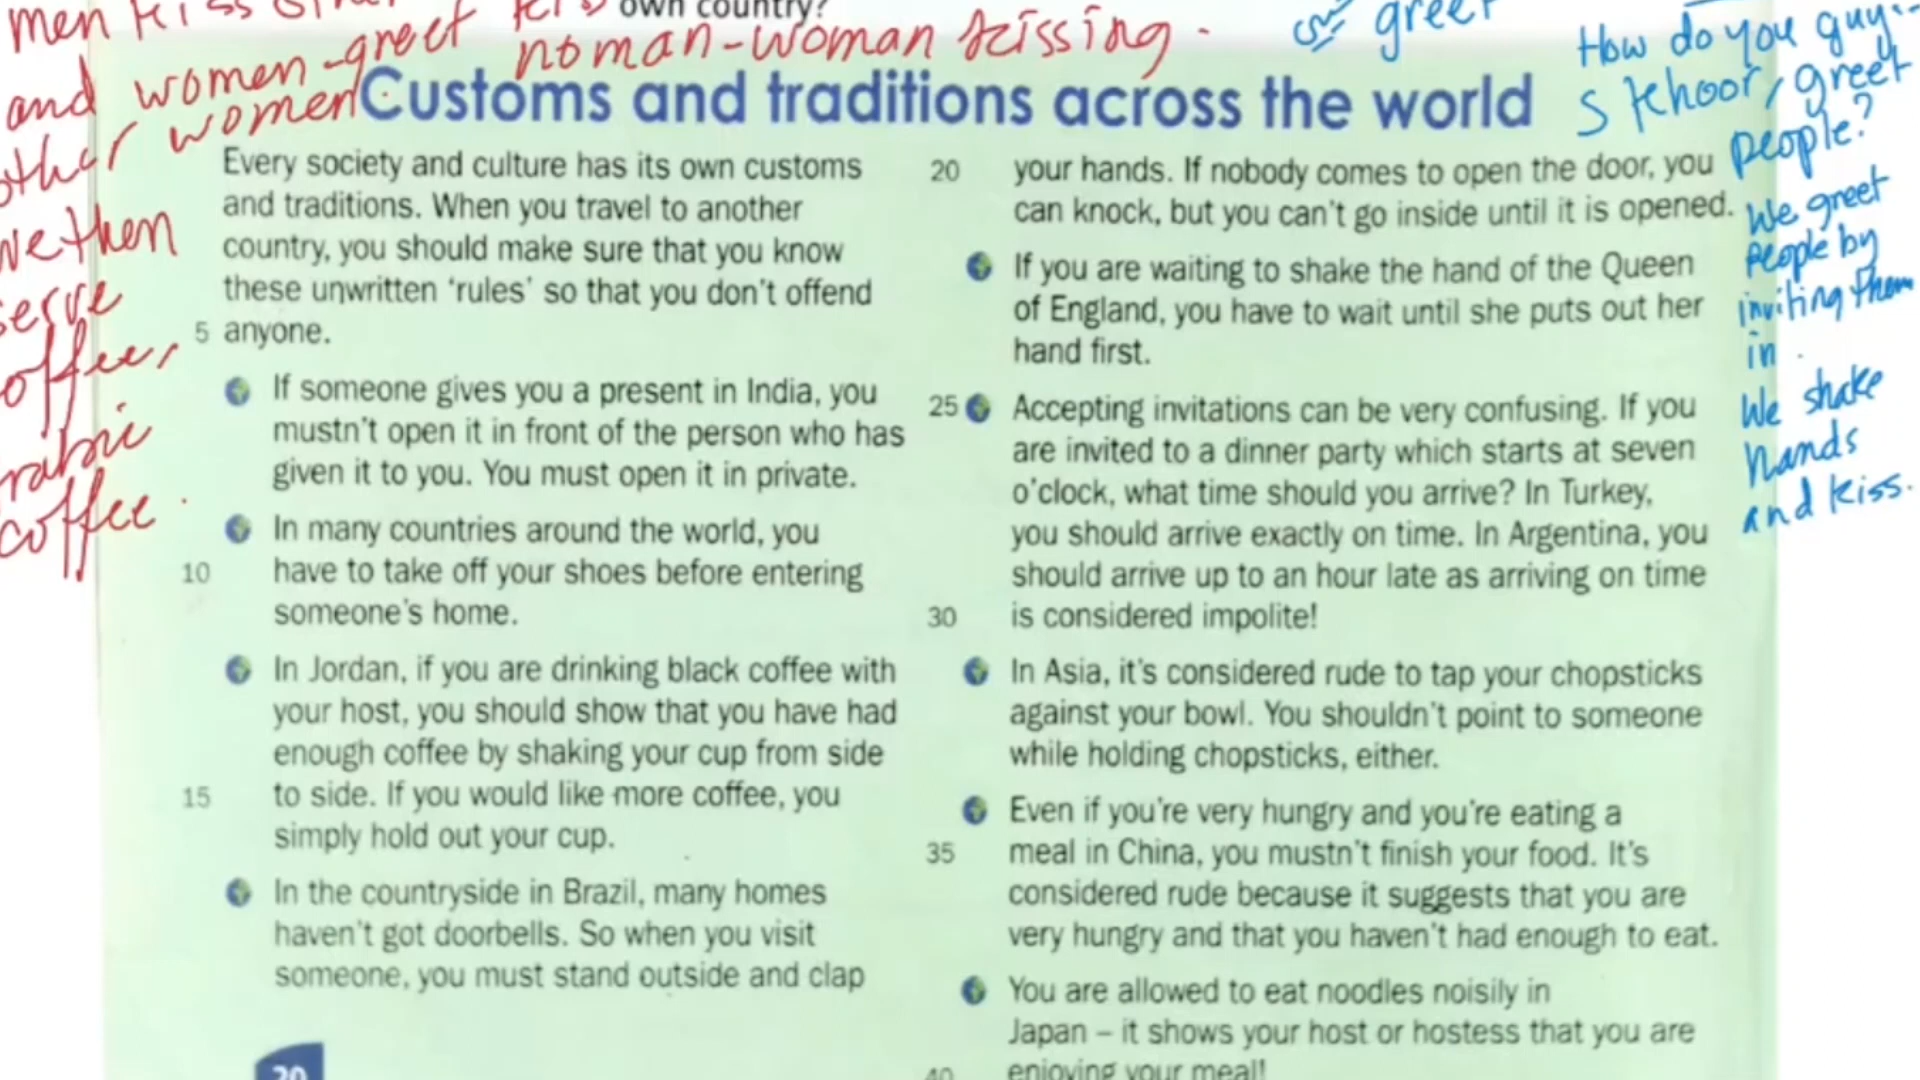 men kiss other
own country?
and women-greet
no man-woman kissing.
greet
How do you guys
greet
people?
other women.
Customs and traditions across the world
we then
serve
coffee,
Arabic
coffee.
Every society and culture has its own customs
and traditions. When you travel to another
country, you should make sure that you know
these unwritten ‘rules’ so that you don't offend
5 anyone.
If someone gives you a present in India, you
mustn't open it in front of the person who has
given it to you. You must open it in private.
In many countries around the world, you
10 have to take off your shoes before entering
someone's home.
In Jordan, if you are drinking black coffee with
your host, you should show that you have had
enough coffee by shaking your cup from side
15 to side. If you would like more coffee, you
simply hold out your cup.
In the countryside in Brazil, many homes
haven't got doorbells. So when you visit
someone, you must stand outside and clap
20
20 your hands. If nobody comes to open the door, you
can knock, but you can't go inside until it is opened.
If you are waiting to shake the hand of the Queen
of England, you have to wait until she puts out her
hand first.
25 Accepting invitations can be very confusing. If you
are invited to a dinner party which starts at seven
o'clock, what time should you arrive? In Turkey,
you should arrive exactly on time. In Argentina, you
should arrive up to an hour late as arriving on time
30 is considered impolite!
In Asia, it's considered rude to tap your chopsticks
against your bowl. You shouldn't point to someone
while holding chopsticks, either.
Even if you're very hungry and you're eating a
35 meal in China, you mustn't finish your food. It's
considered rude because it suggests that you are
very hungry and that you haven't had enough to eat.
You are allowed to eat noodles noisily in
Japan – it shows your host or hostess that you are
40 enjoying your meal!
We greet
people by
inviting them
in.
We shake
hands
and kiss.